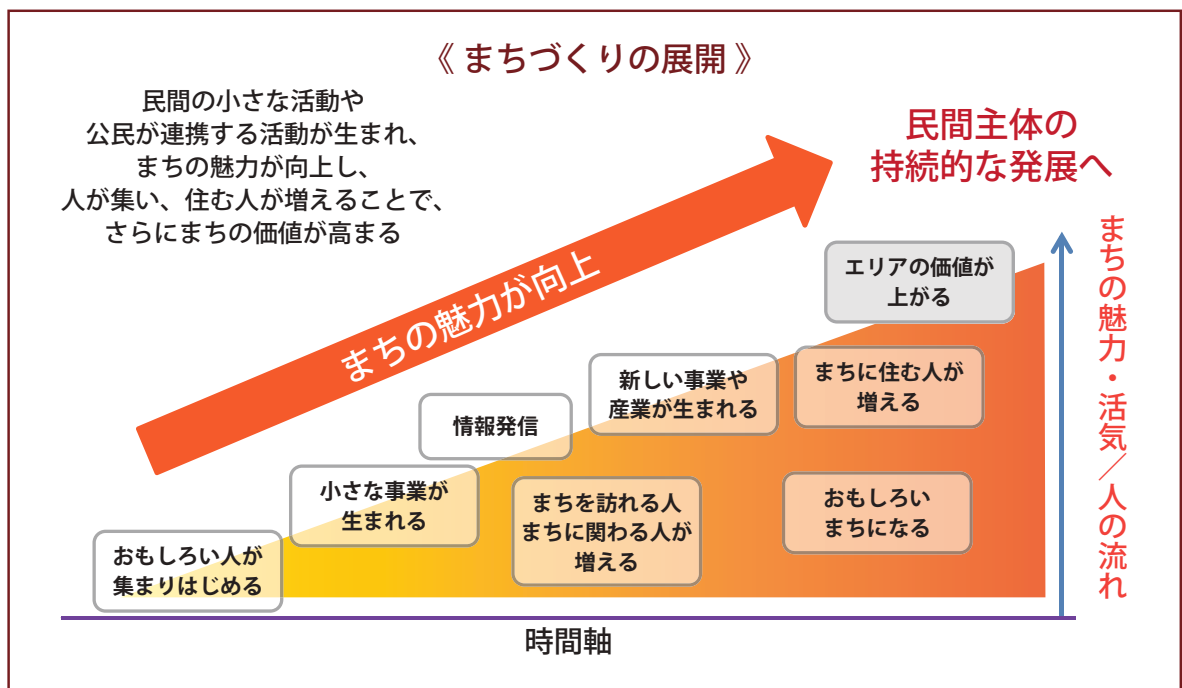 《 まちづくりの展開 》
民間の小さな活動や
公民が連携する活動が生まれ、
まちの魅力が向上し、
人が集い、住む人が増えることで、
さらにまちの価値が高まる
民間主体の
持続的な発展へ
まちの魅力が向上
エリアの価値が
上がる
新しい事業や
産業が生まれる
まちに住む人が
増える
情報発信
小さな事業が
生まれる
まちを訪れる人
まちに関わる人が
増える
おもしろい
まちになる
おもしろい人が
集まりはじめる
まちの魅力・活気／人の流れ
時間軸